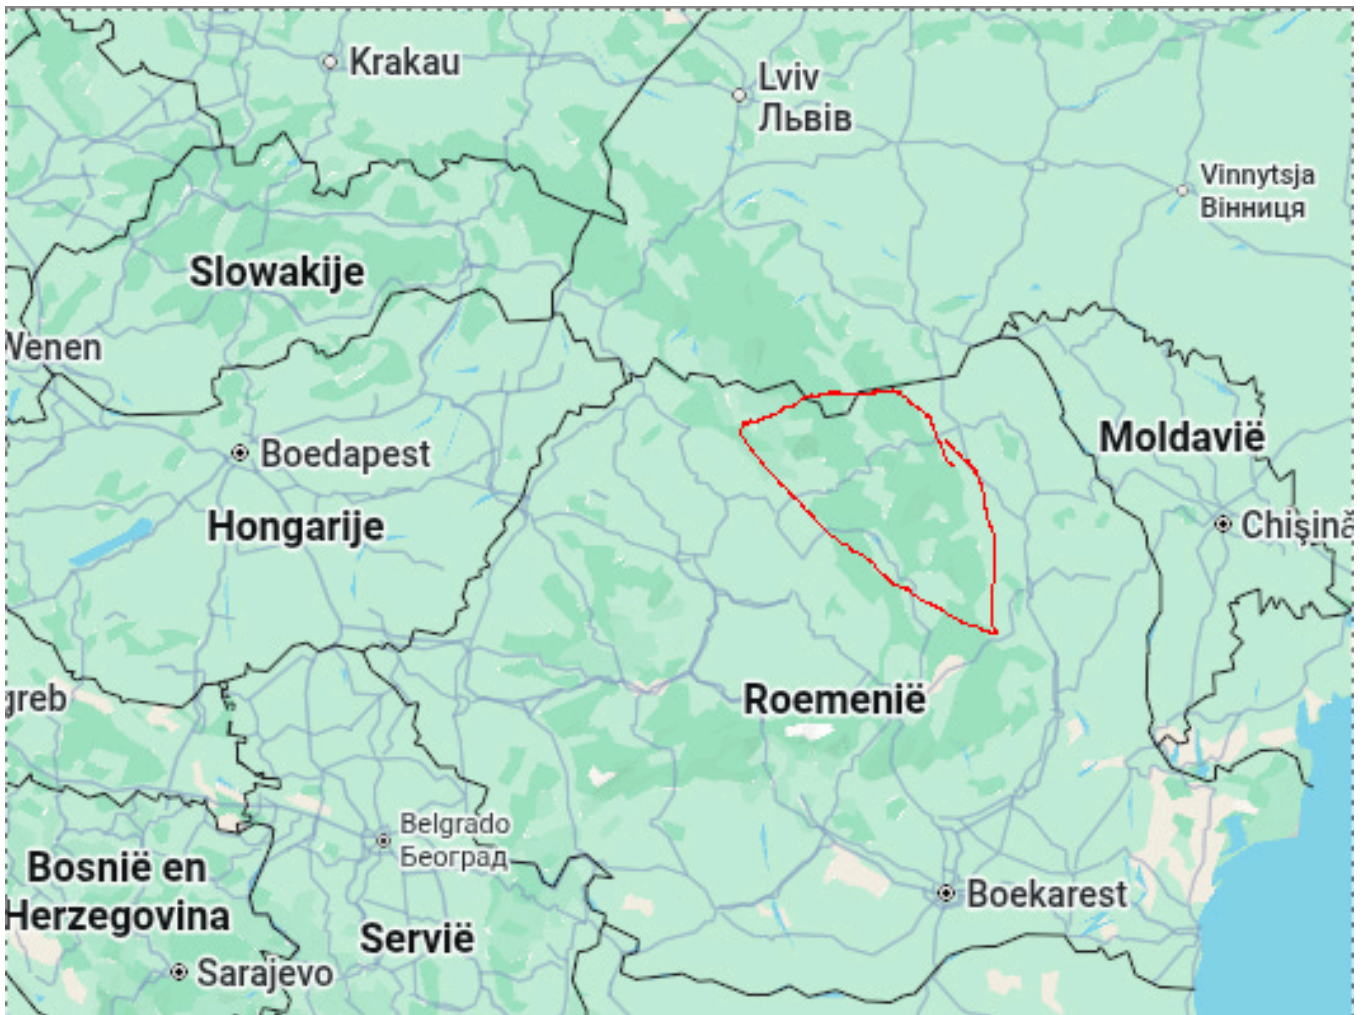 Krakau
Lviv
Львів
Vinnytsja
Вінниця
Slowakije
Wenen
Moldavië
Boedapest
Hongarije
Chişină
greb
Roemenië
Belgrado
Београд
Bosnië en
Herzegovina
Boekarest
Servië
Sarajevo